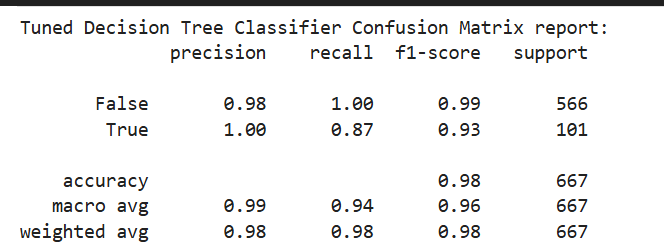 Tuned Decision Tree Classifier Confusion Matrix report:
precision recall f1-score support
False 0.98 1.00 0.99 566
True 1.00 0.87 0.93 101
accuracy 0.98 667
macro avg 0.99 0.94 0.96 667
weighted avg 0.98 0.98 0.98 667